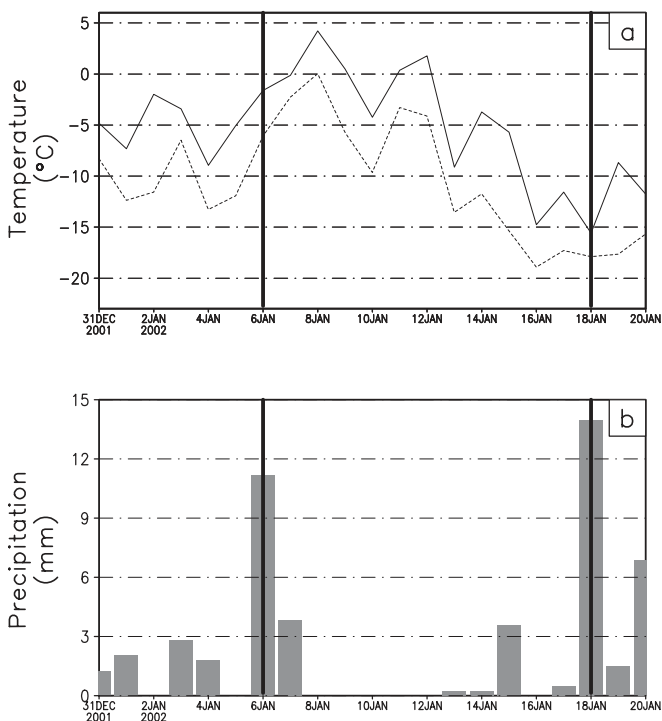 a
Temperature
(°C)
5
0
-5
-10
-15
-20
31DEC 2JAN 4JAN 6JAN 8JAN 10JAN 12JAN 14JAN 16JAN 18JAN 20JAN
2001 2002
b
Precipitation
(mm)
15
12
9
6
3
0
31DEC 2JAN 4JAN 6JAN 8JAN 10JAN 12JAN 14JAN 16JAN 18JAN 20JAN
2001 2002